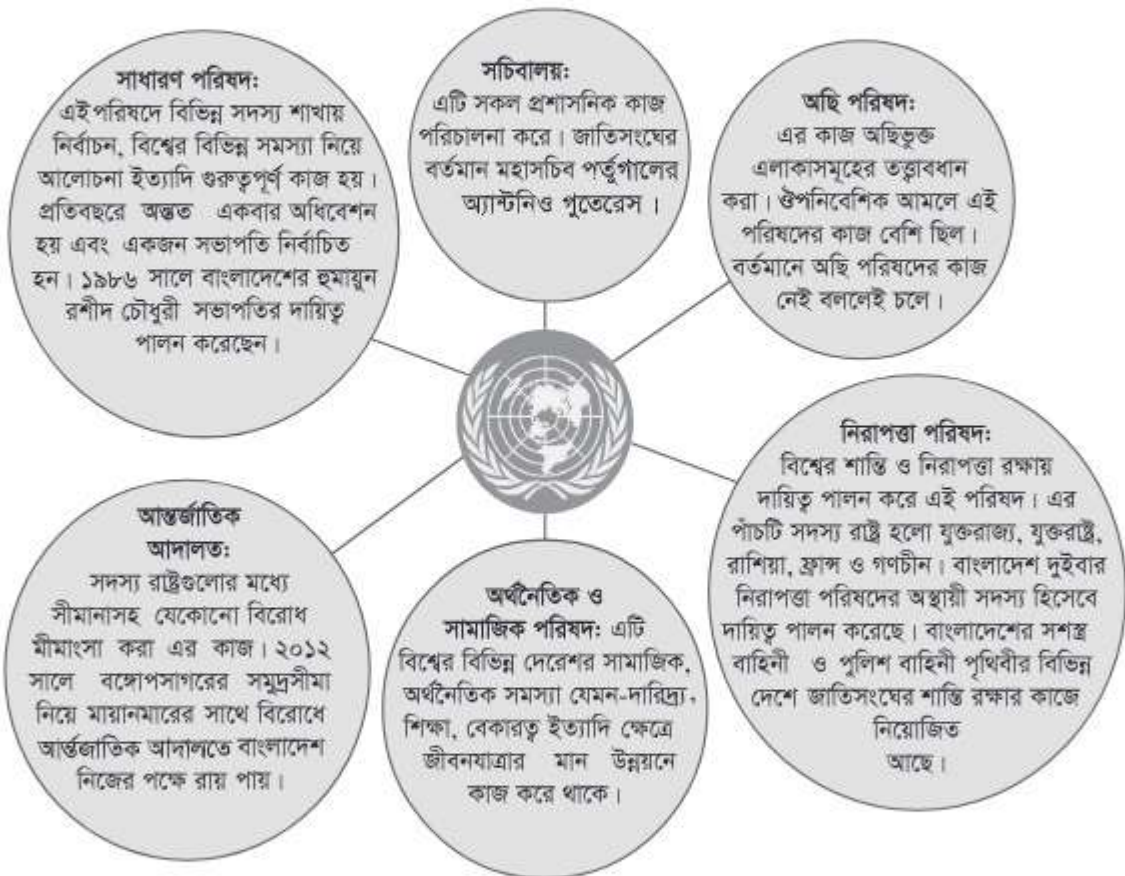 সাধারণ পরিষদ:
এই পরিষদে বিভিন্ন সদস্য শাখায়
নির্বাচন, বিশ্বের বিভিন্ন সমস্যা নিয়ে
আলোচনা ইত্যাদি গুরুত্বপূর্ণ কাজ হয়।
প্রতিবছরে অন্তত একবার অধিবেশন
হয় এবং একজন সভাপতি নির্বাচিত
হন। ১৯৮৬ সালে বাংলাদেশের হুমায়ুন
রশীদ চৌধুরী সভাপতির দায়িত্ব
পালন করেছেন।
সচিবালয়:
এটি সকল প্রশাসনিক কাজ
পরিচালনা করে। জাতিসংঘের
বর্তমান মহাসচিব পর্তুগালের
অ্যান্টনিও গুতেরেস।
অছি পরিষদ:
এর কাজ অছিভুক্ত
এলাকাসমূহের তত্ত্বাবধান
করা। ঔপনিবেশিক আমলে এই
পরিষদের কাজ বেশি ছিল।
বর্তমানে অছি পরিষদের কাজ
নেই বললেই চলে।
আন্তর্জাতিক
আদালত:
সদস্য রাষ্ট্রগুলোর মধ্যে
সীমানাসহ যেকোনো বিরোধ
মীমাংসা করা এর কাজ। ২০১২
সালে বঙ্গোপসাগরের সমুদ্রসীমা
নিয়ে মায়ানমারের সাথে বিরোধে
আর্ন্তজাতিক আদালতে বাংলাদেশ
নিজের পক্ষে রায় পায়।
অর্থনৈতিক ও
সামাজিক পরিষদ: এটি
বিশ্বের বিভিন্ন দেরেশর সামাজিক,
অর্থনৈতিক সমস্যা যেমন-দারিদ্র্য,
শিক্ষা, বেকারত্ব ইত্যাদি ক্ষেত্রে
জীবনযাত্রার মান উন্নয়নে
কাজ করে থাকে।
নিরাপত্তা পরিষদ:
বিশ্বের শান্তি ও নিরাপত্তা রক্ষায়
দায়িত্ব পালন করে এই পরিষদ। এর
পাঁচটি সদস্য রাষ্ট্র হলো যুক্তরাজ্য, যুক্তরাষ্ট্র,
রাশিয়া, ফ্রান্স ও গণচীন। বাংলাদেশ দুইবার
নিরাপত্তা পরিষদের অস্থায়ী সদস্য হিসেবে
দায়িত্ব পালন করেছে। বাংলাদেশের সশস্ত্র
বাহিনী ও পুলিশ বাহিনী পৃথিবীর বিভিন্ন
দেশে জাতিসংঘের শান্তি রক্ষার কাজে
নিয়োজিত
আছে।